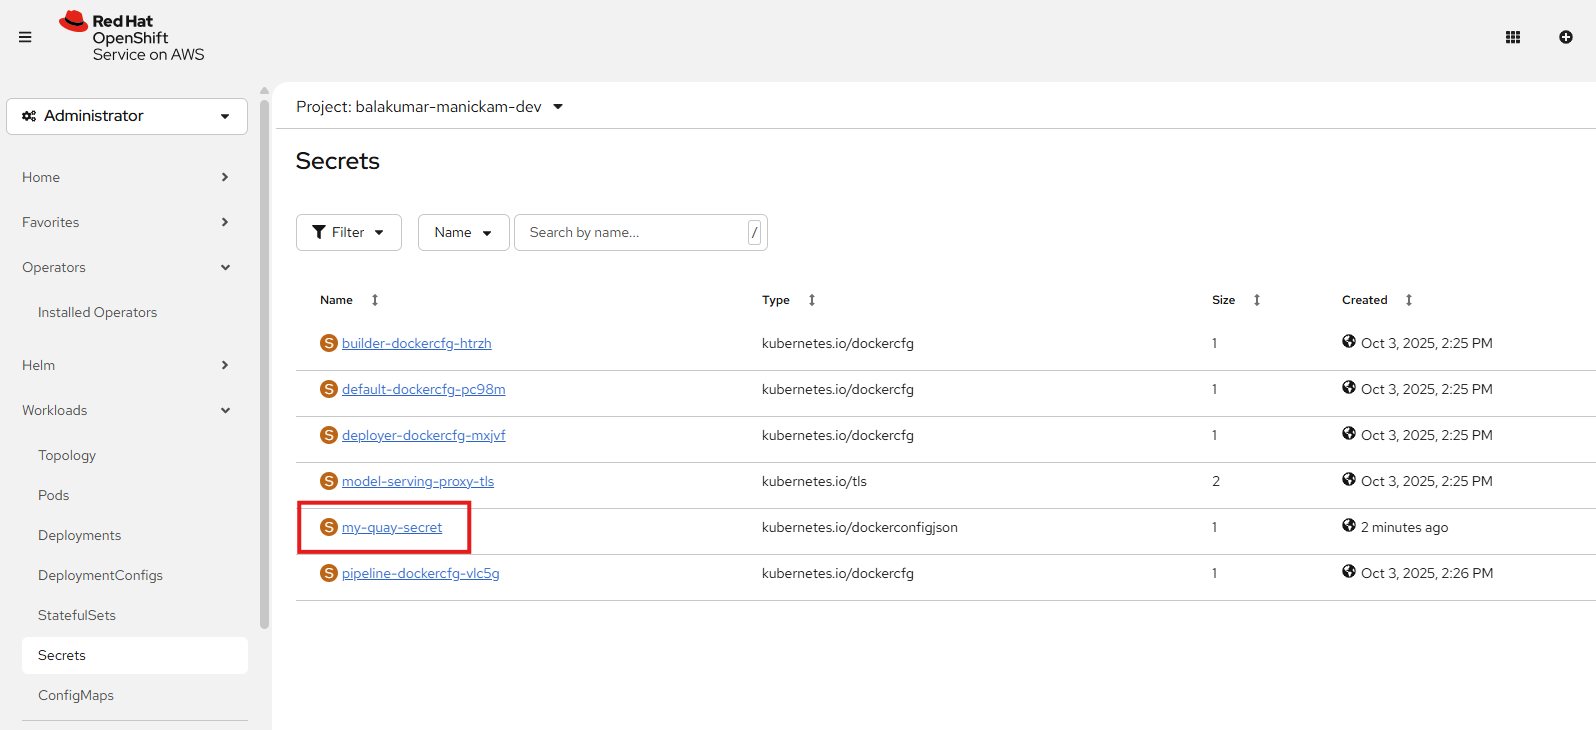 Red Hat
OpenShift
Service on AWS
Administrator
Home
Favorites
Operators
Installed Operators
Helm
Workloads
Topology
Pods
Deployments
DeploymentConfigs
StatefulSets
Secrets
ConfigMaps
Project: balakumar-manickam-dev
Secrets
Filter Name Search by name... /
Name Type Size Created
S builder-dockercfg-htrzh kubernetes.io/dockercfg 1 Oct 3, 2025, 2:25 PM
S default-dockercfg-pc98m kubernetes.io/dockercfg 1 Oct 3, 2025, 2:25 PM
S deployer-dockercfg-mxjvf kubernetes.io/dockercfg 1 Oct 3, 2025, 2:25 PM
S model-serving-proxy-tls kubernetes.io/tls 2 Oct 3, 2025, 2:25 PM
S my-quay-secret kubernetes.io/dockerconfigjson 1 2 minutes ago
S pipeline-dockercfg-vlc5g kubernetes.io/dockercfg 1 Oct 3, 2025, 2:26 PM